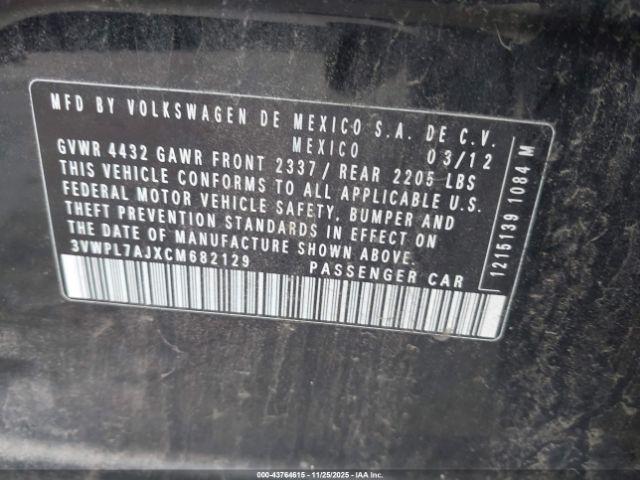 MFD BY VOLKSWAGEN DE MEXICO S.A. DE C.V.
MEXICO 03/12
GVWR 4432 GAWR FRONT 2337/ REAR 2205 LBS
THIS VEHICLE CONFORMS TO ALL APPLICABLE U.S.
FEDERAL MOTOR VEHICLE SAFETY, BUMPER AND
THEFT PREVENTION STANDARDS IN EFFECT ON
THE DATE OF MANUFACTURE SHOWN ABOVE.
3VWPL7AJXCM682129 PASSENGER CAR
1215139 1084 M
000-43764615 - 11/25/2025 - IAA Inc.